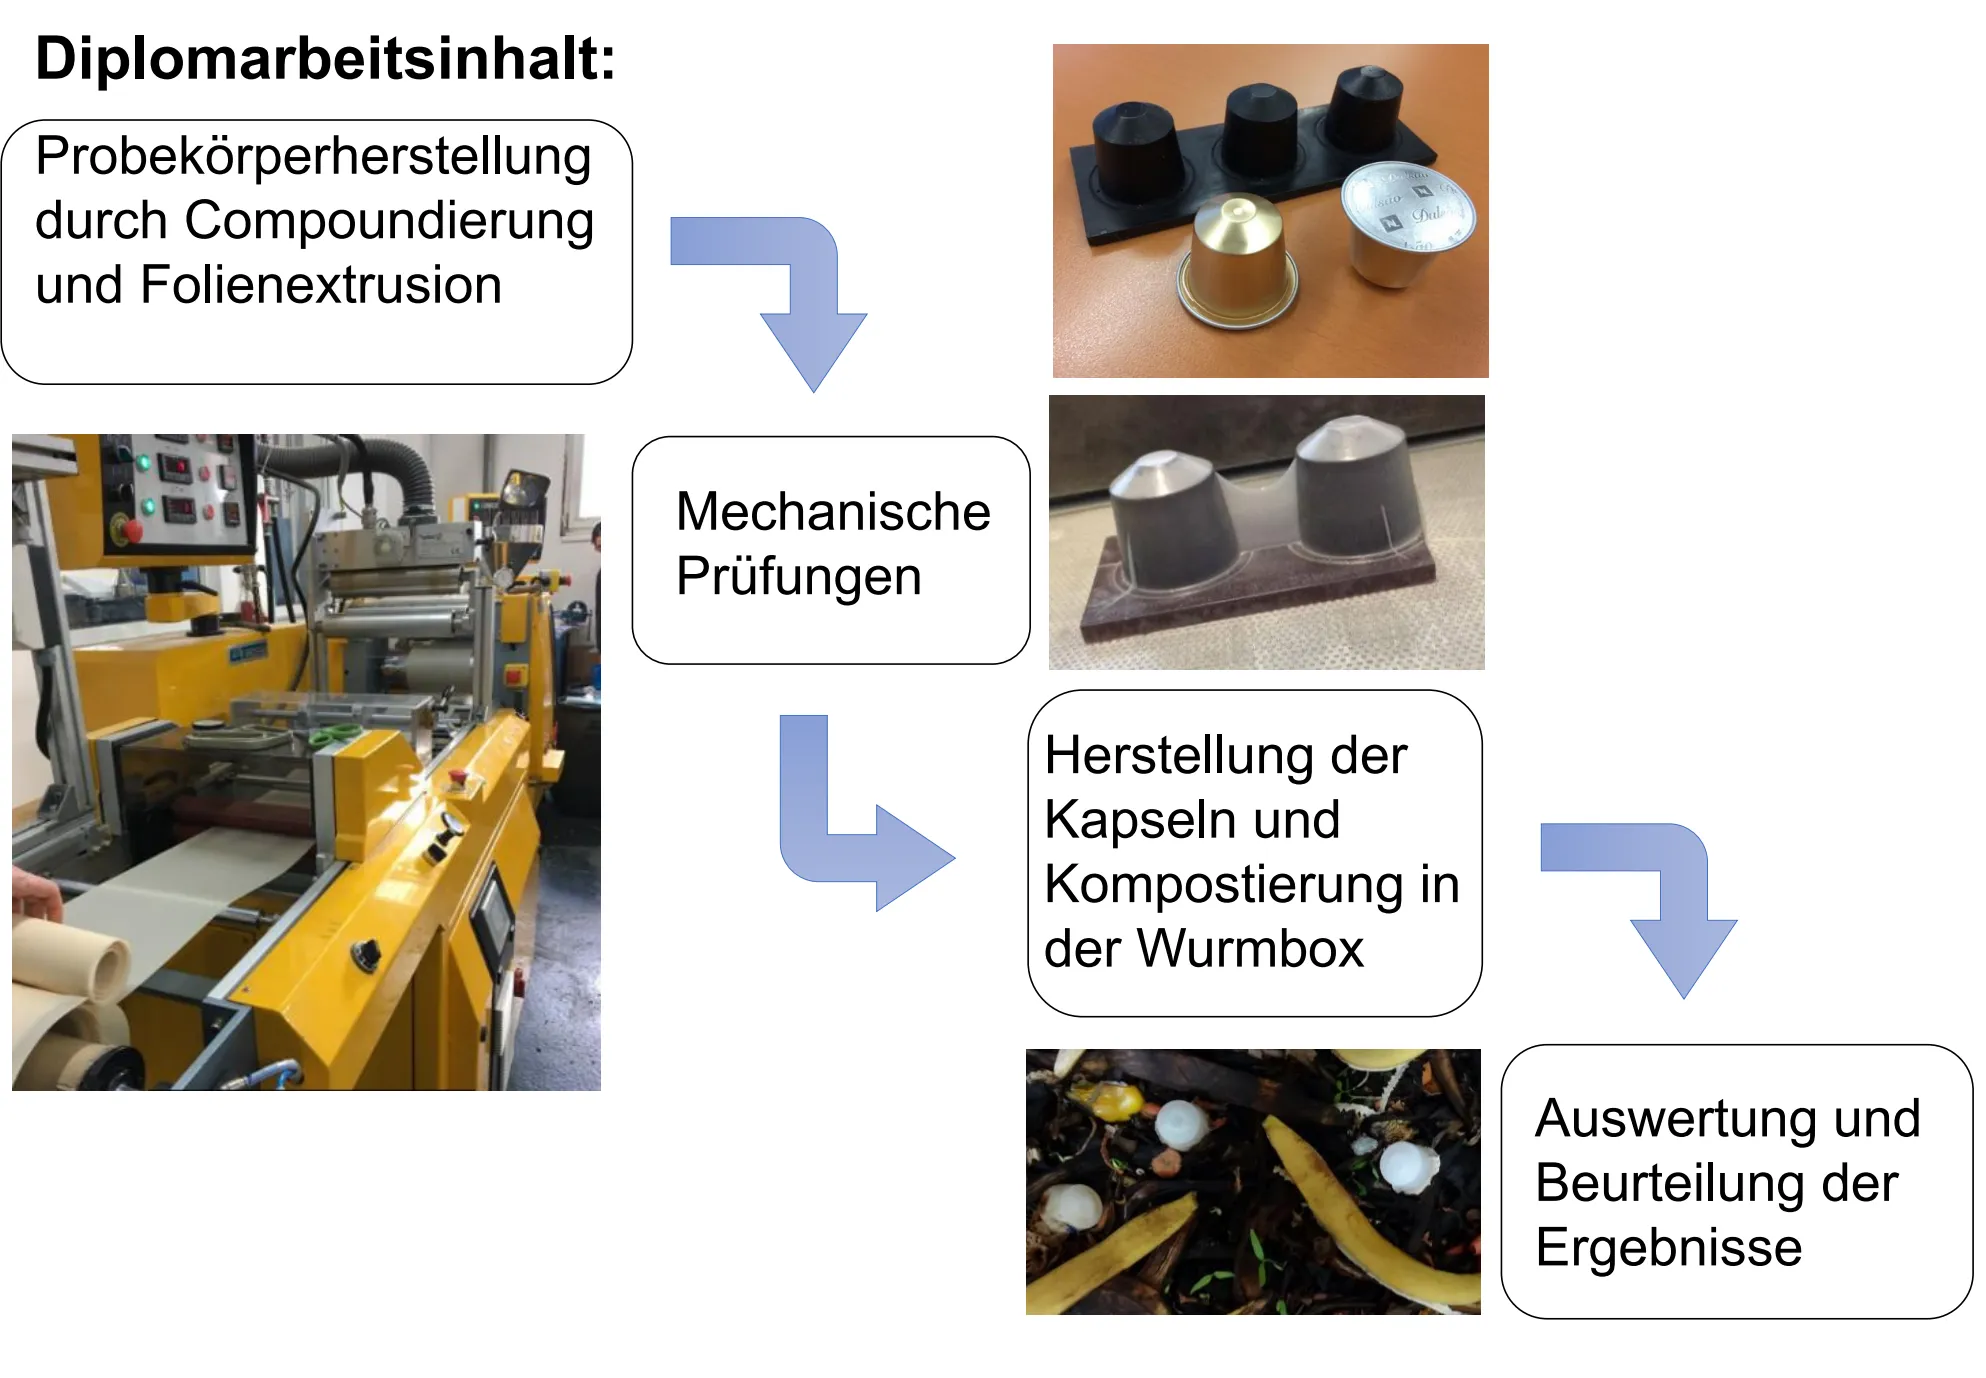 Diplomarbeitsinhalt:
Probekörperherstellung
durch Compoundierung
und Folienextrusion
Mechanische
Prüfungen
Herstellung der
Kapseln und
Kompostierung in
der Wurmbox
Auswertung und
Beurteilung der
Ergebnisse